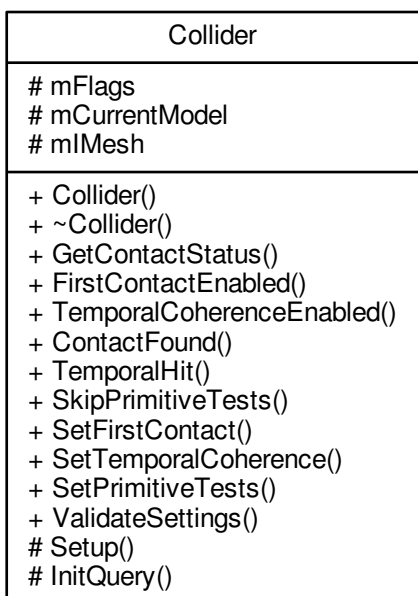 Collider
# mFlags
# mCurrentModel
# mIMesh
+ Collider()
+ ~Collider()
+ GetContactStatus()
+ FirstContactEnabled()
+ TemporalCoherenceEnabled()
+ ContactFound()
+ TemporalHit()
+ SkipPrimitiveTests()
+ SetFirstContact()
+ SetTemporalCoherence()
+ SetPrimitiveTests()
+ ValidateSettings()
# Setup()
# InitQuery()